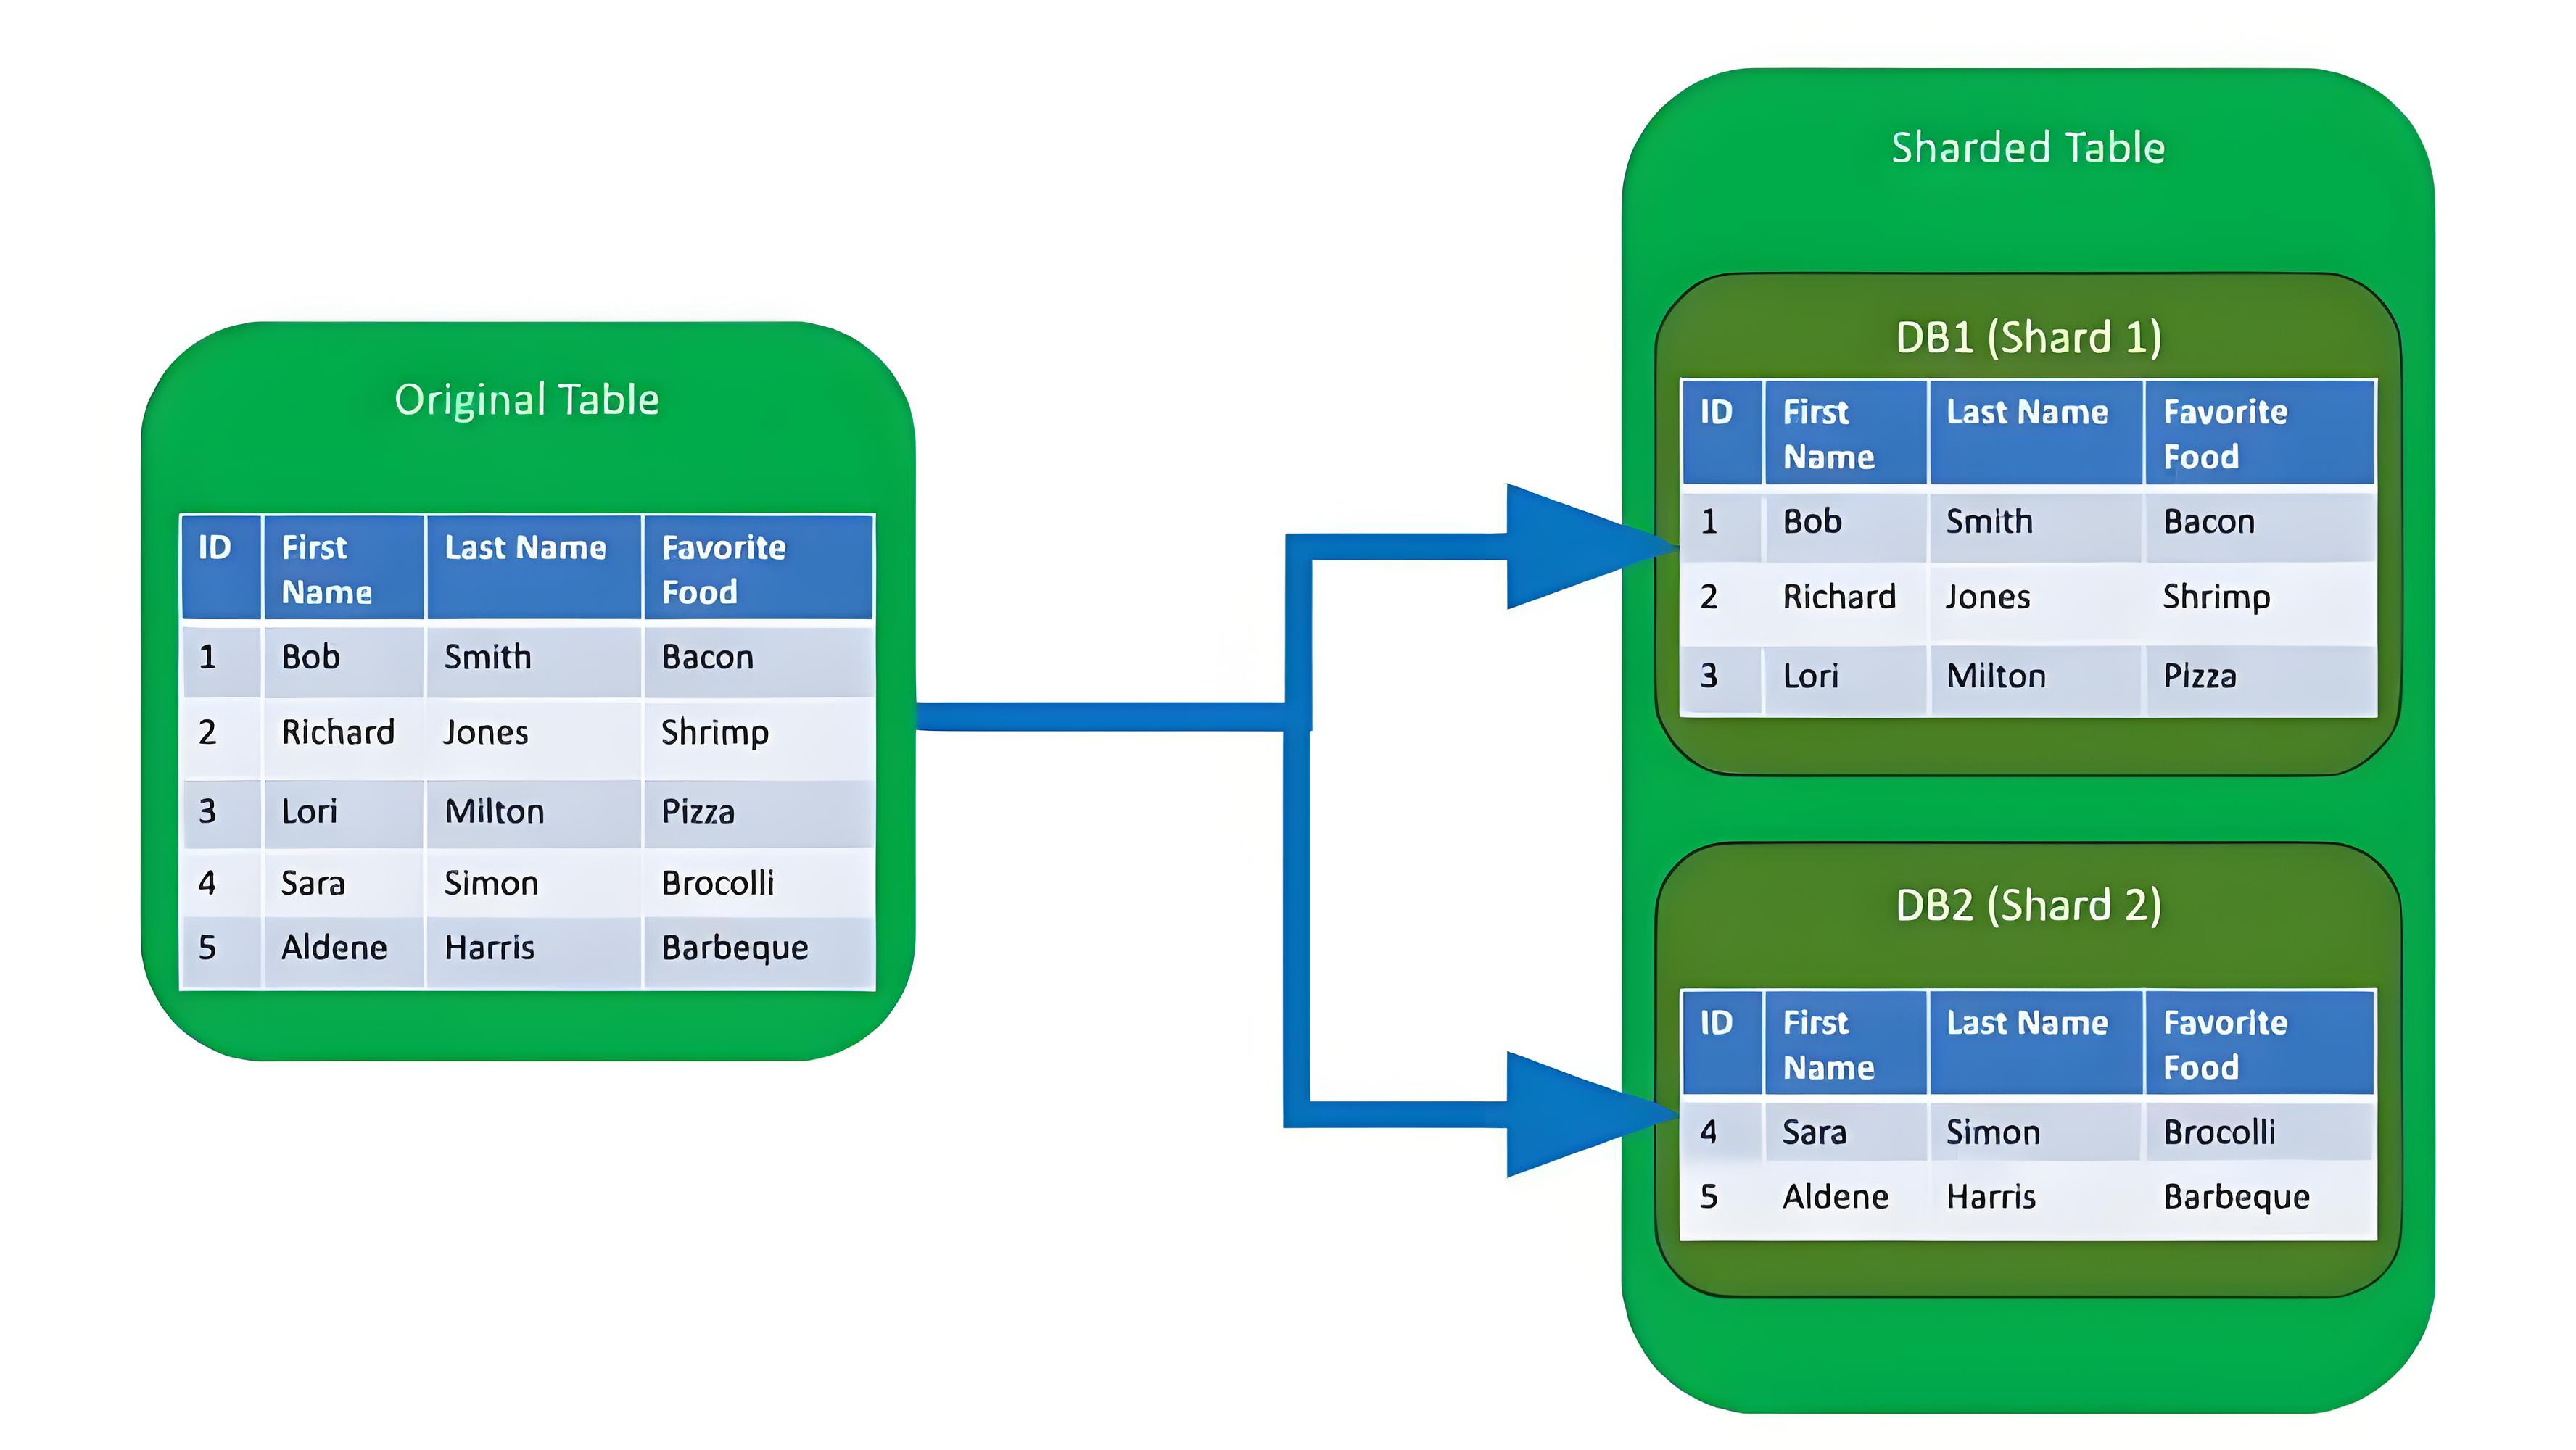 Original Table
ID First Name Last Name Favorite Food
1 Bob Smith Bacon
2 Richard Jones Shrimp
3 Lori Milton Pizza
4 Sara Simon Brocolli
5 Aldene Harris Barbeque
Sharded Table
DB1 (Shard 1)
ID First Name Last Name Favorite Food
1 Bob Smith Bacon
2 Richard Jones Shrimp
3 Lori Milton Pizza
DB2 (Shard 2)
ID First Name Last Name Favorite Food
4 Sara Simon Brocolli
5 Aldene Harris Barbeque